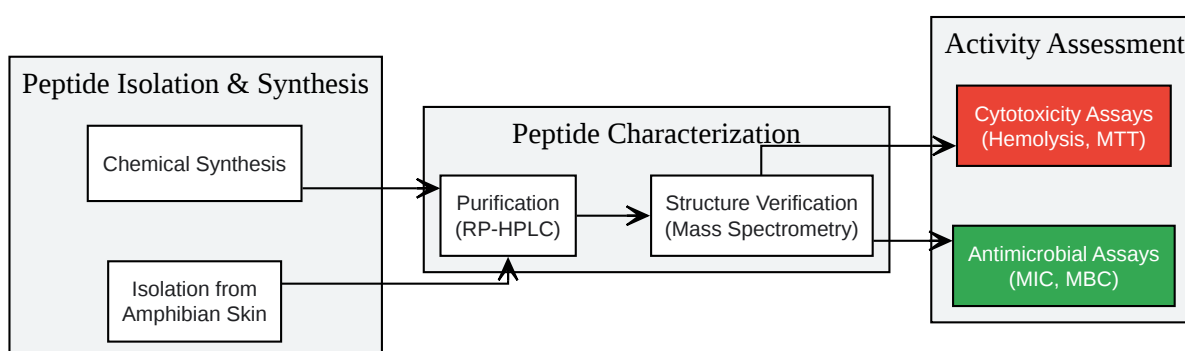 Peptide Isolation & Synthesis
Chemical Synthesis
Isolation from
Amphibian Skin
Peptide Characterization
Purification
(RP-HPLC)
Structure Verification
(Mass Spectrometry)
Activity Assessment
Cytotoxicity Assays
(Hemolysis, MTT)
Antimicrobial Assays
(MIC, MBC)